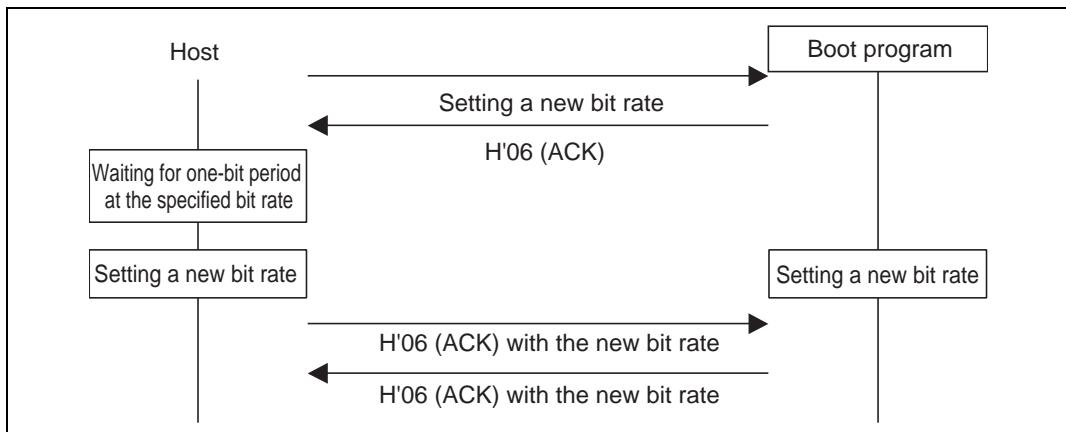 Host
Boot program
Setting a new bit rate
H'06 (ACK)
Waiting for one-bit period
at the specified bit rate
Setting a new bit rate
Setting a new bit rate
H'06 (ACK) with the new bit rate
H'06 (ACK) with the new bit rate